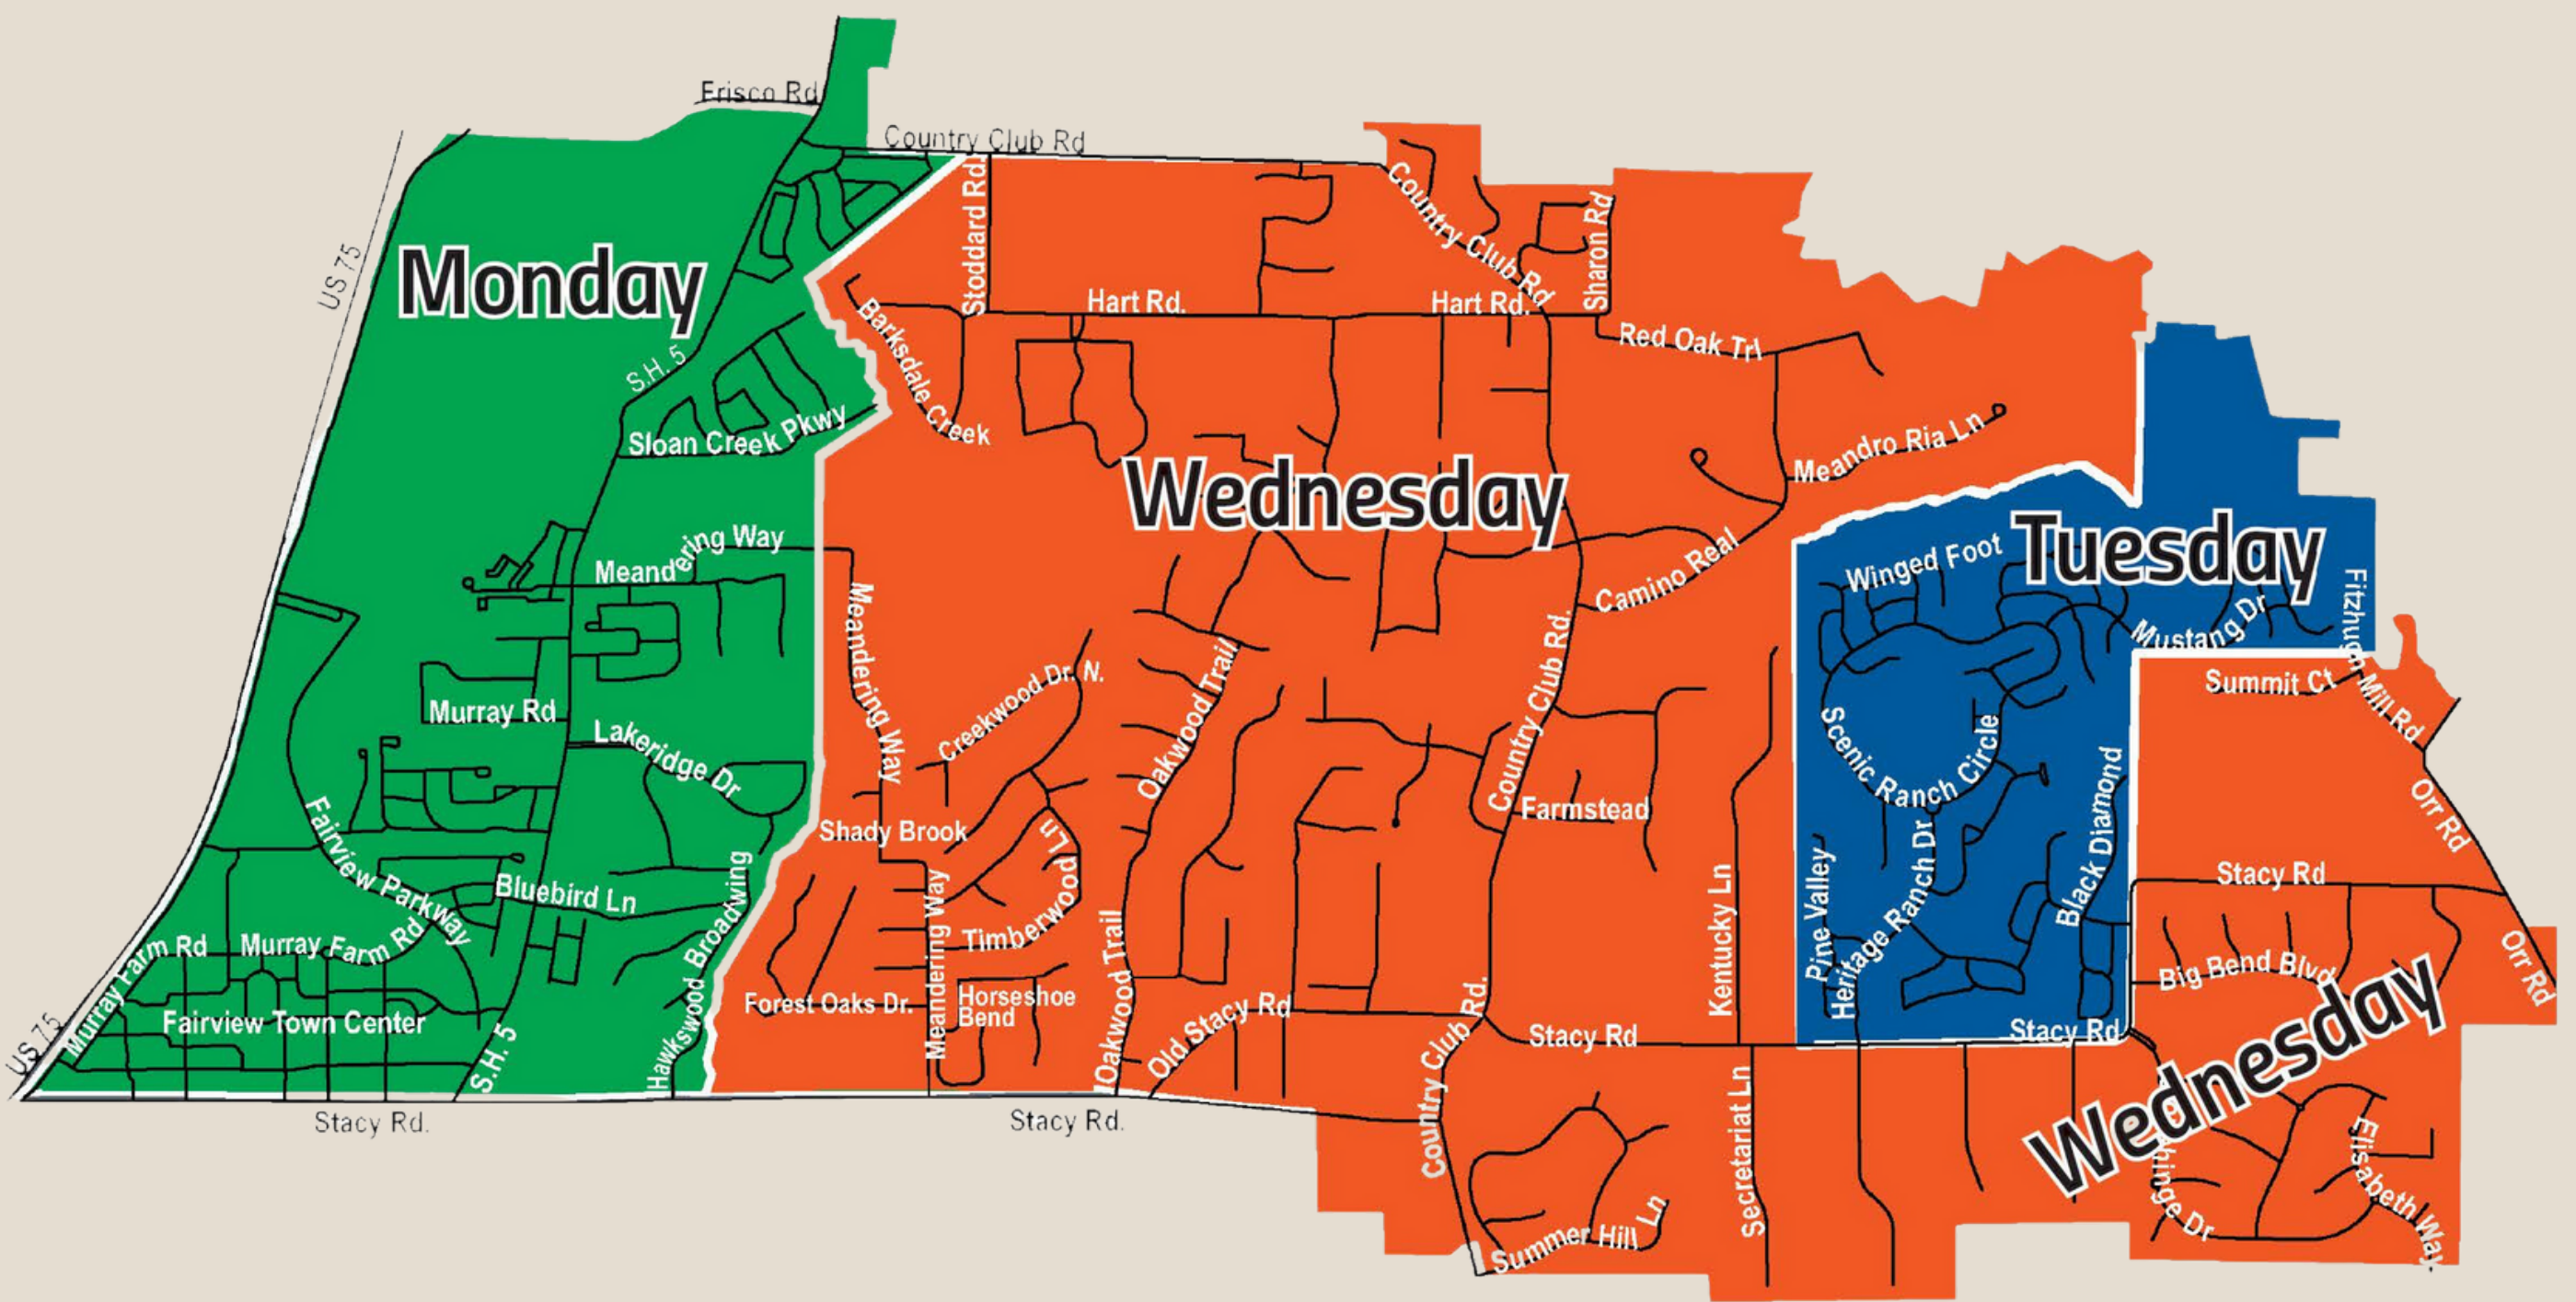 Frisco Rd
Country Club Rd
US 75
Monday
Stoddard Rd
Country Club Rd
Sharon Rd
Hart Rd.
Hart Rd.
Barksdale Creek
Red Oak Trl
S.H. 5
Sloan Creek Pkwy
Meandro Ria Ln
Wednesday
Tuesday
Winged Foot
Meandering Way
Meandering Way
Camino Real
Mustang Dr
Fitzhugh Mill Rd
Summit Ct
Creekwood Dr. N.
Oakwood Trail
Country Club Rd.
Murray Rd
Lakeridge Dr
Scenic Ranch Circle
Black Diamond
Orr Rd
Farmstead
Shady Brook
Fairview Parkway
Bluebird Ln
Hawkswood Broadwing
Timberwood Ln
Meandering Way
Kentucky Ln
Pine Valley
Heritage Ranch Dr
Stacy Rd
Murray Farm Rd
Murray Farm Rd
Big Bend Blvd
Orr Rd
Forest Oaks Dr.
Horseshoe
Bend
Oakwood Trail
Old Stacy Rd
Country Club Rd.
Stacy Rd
Stacy Rd
Fairview Town Center
US 75
S.H. 5
Wednesday
Stacy Rd.
Stacy Rd.
Secretariat Ln
Summer Hill Ln
Dr
Elisabeth Way